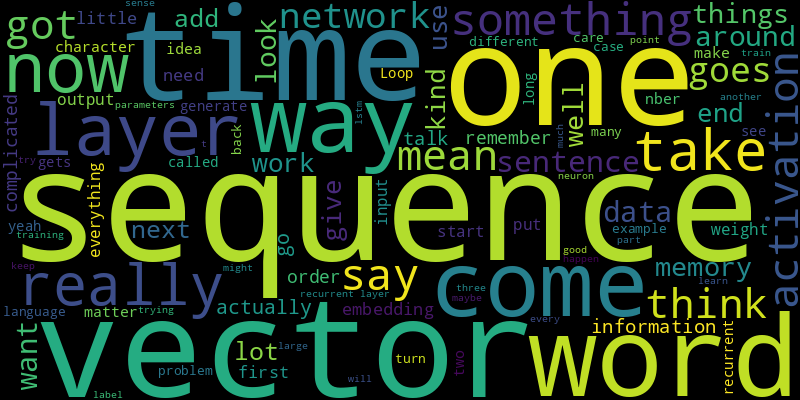 sense
got
little
time
add
network
use
something
things
character
idea
look
different
care
case
point
around
now
need
Loop
make
train
goes
output
parameters
generate
layer
way
lstm
kind
long
well
nber
another
end
activation
complicated
t
back
talk
remember
many
much
see
try
gets
called
work
mean
sentence
take
everything
sequence
input
give
neuron
data
yeah
next
training
go
start
put
example
part
weight
keep
really
might
order
say
come
good
happen
memory
learn
actually
recurrent layer
three
maybe
think
language
matter
trying
embedding
every
information
want
vector
lot
large
first
problem
will
turn
two
word
recurrent
label